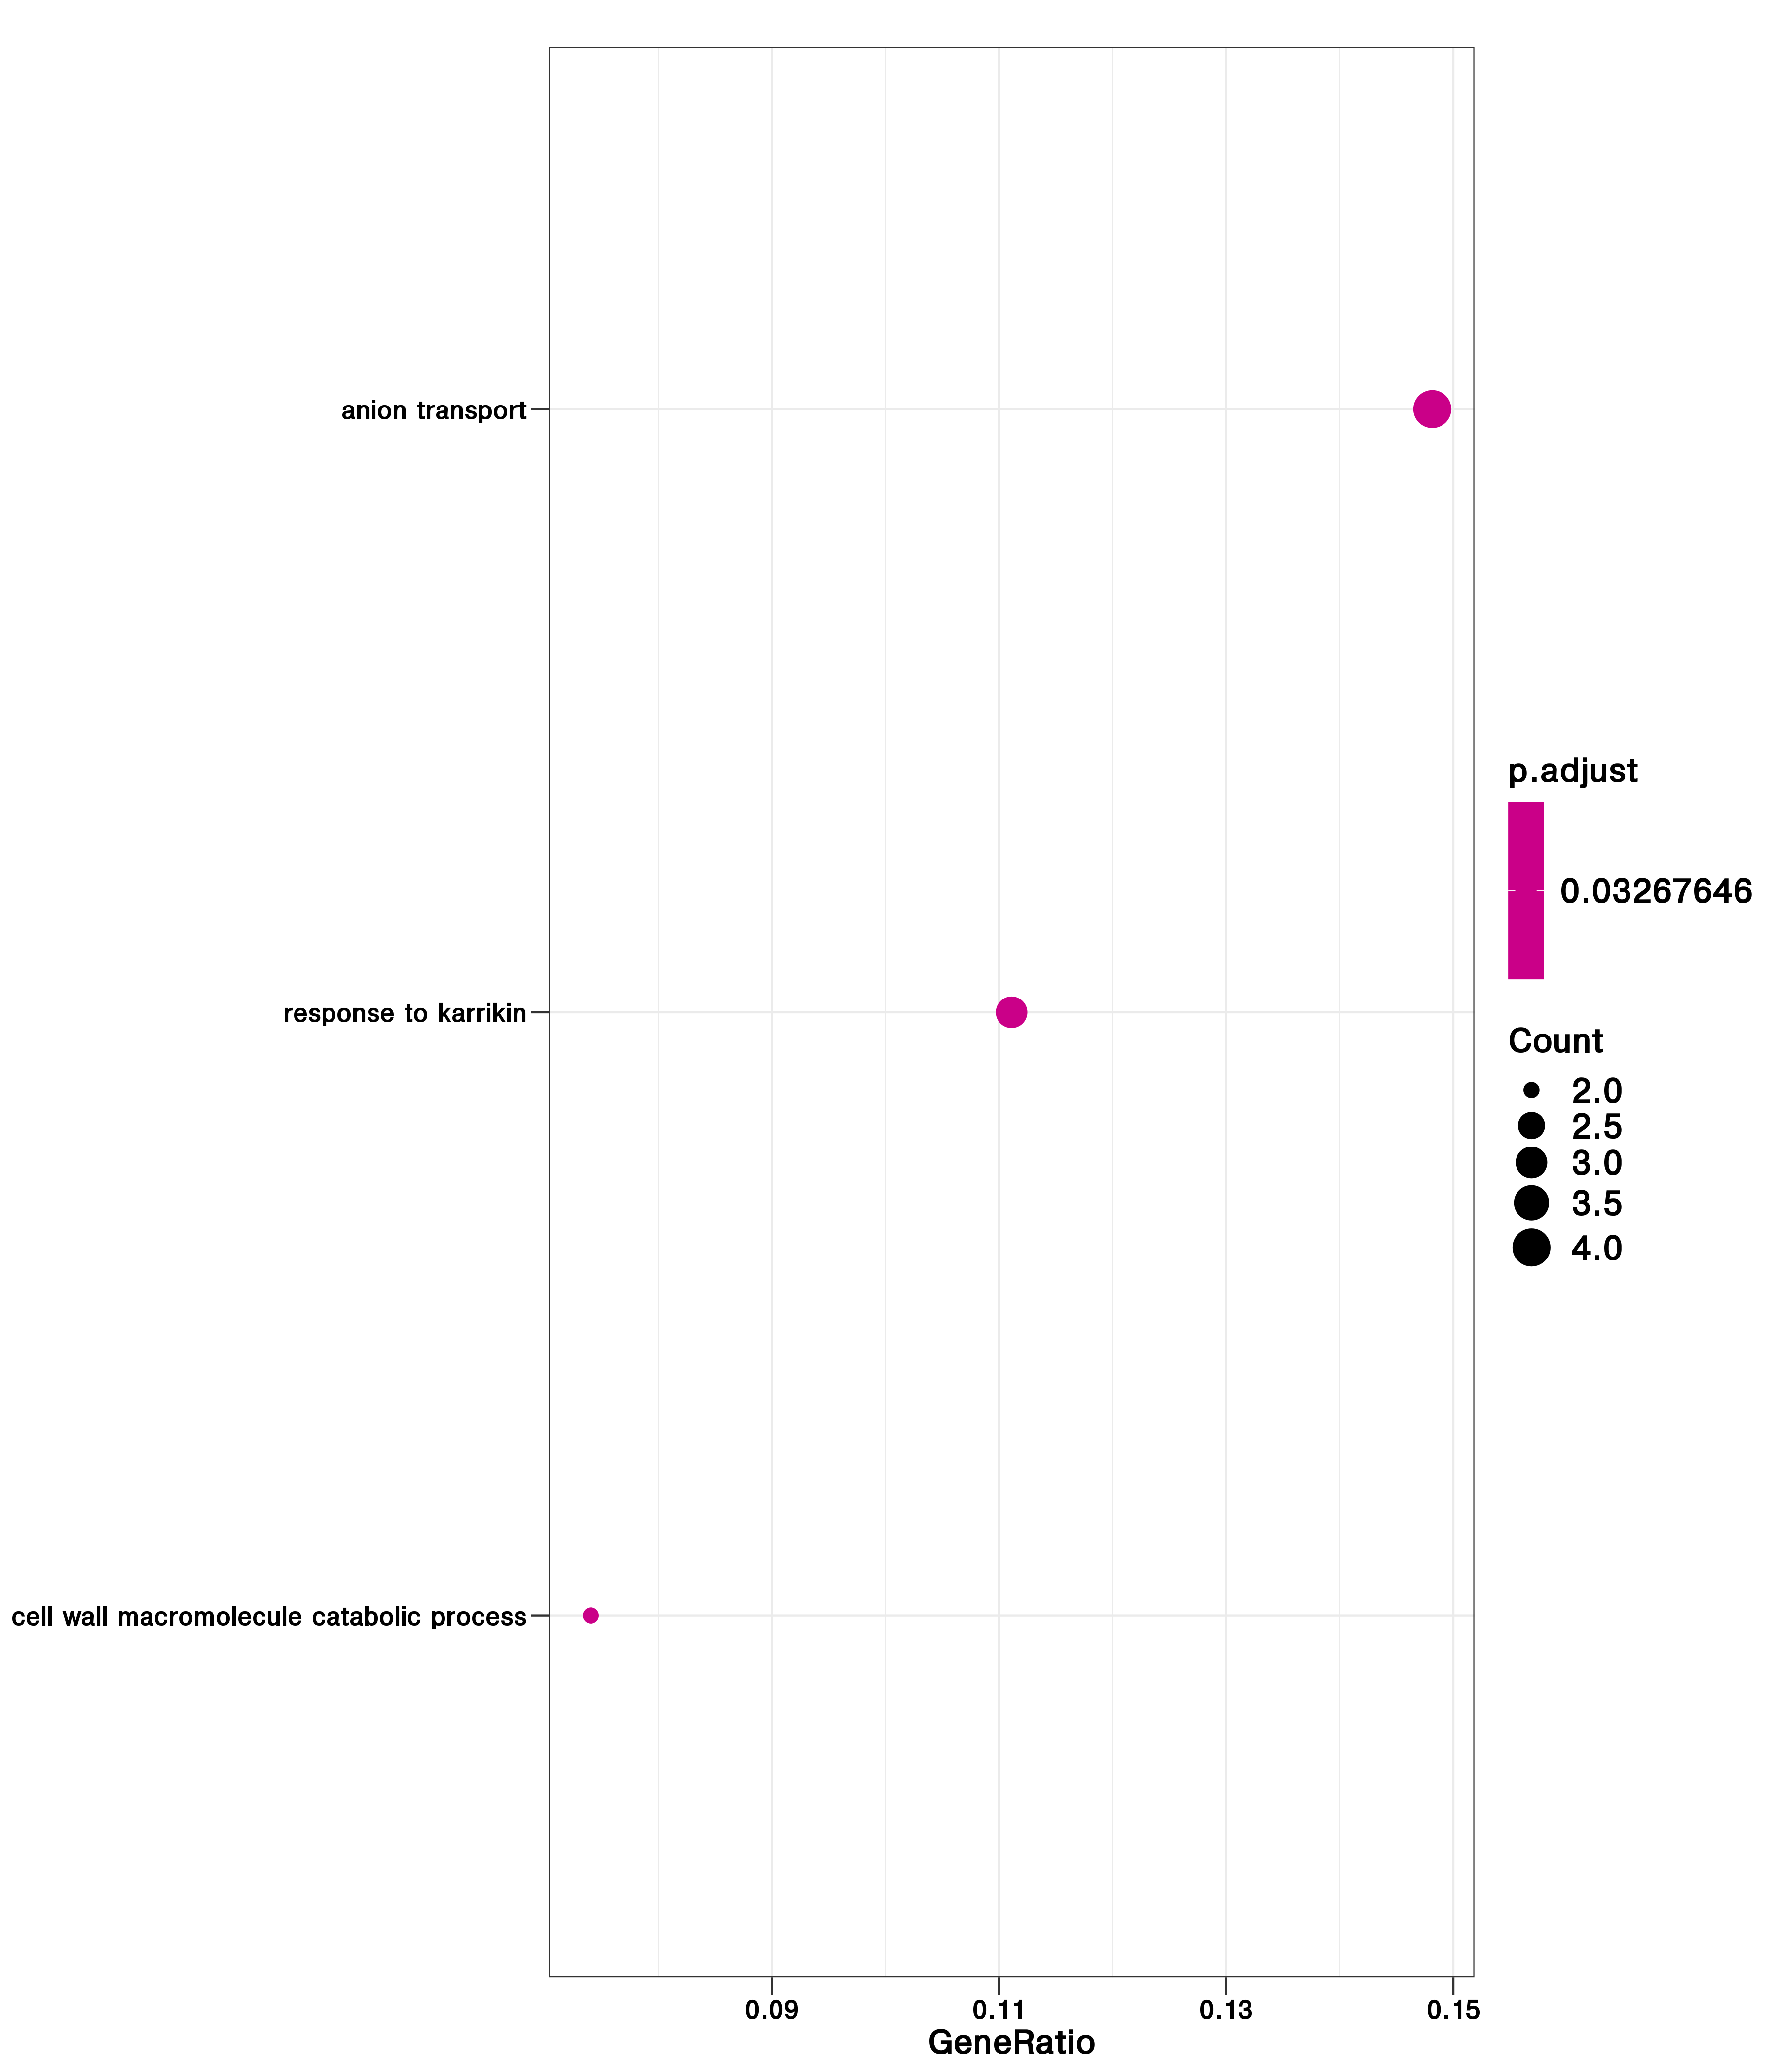 anion transport
response to karrikin
cell wall macromolecule catabolic process
0.09
0.11
0.13
0.15
GeneRatio
p.adjust
0.03267646
Count
2.0
2.5
3.0
3.5
4.0